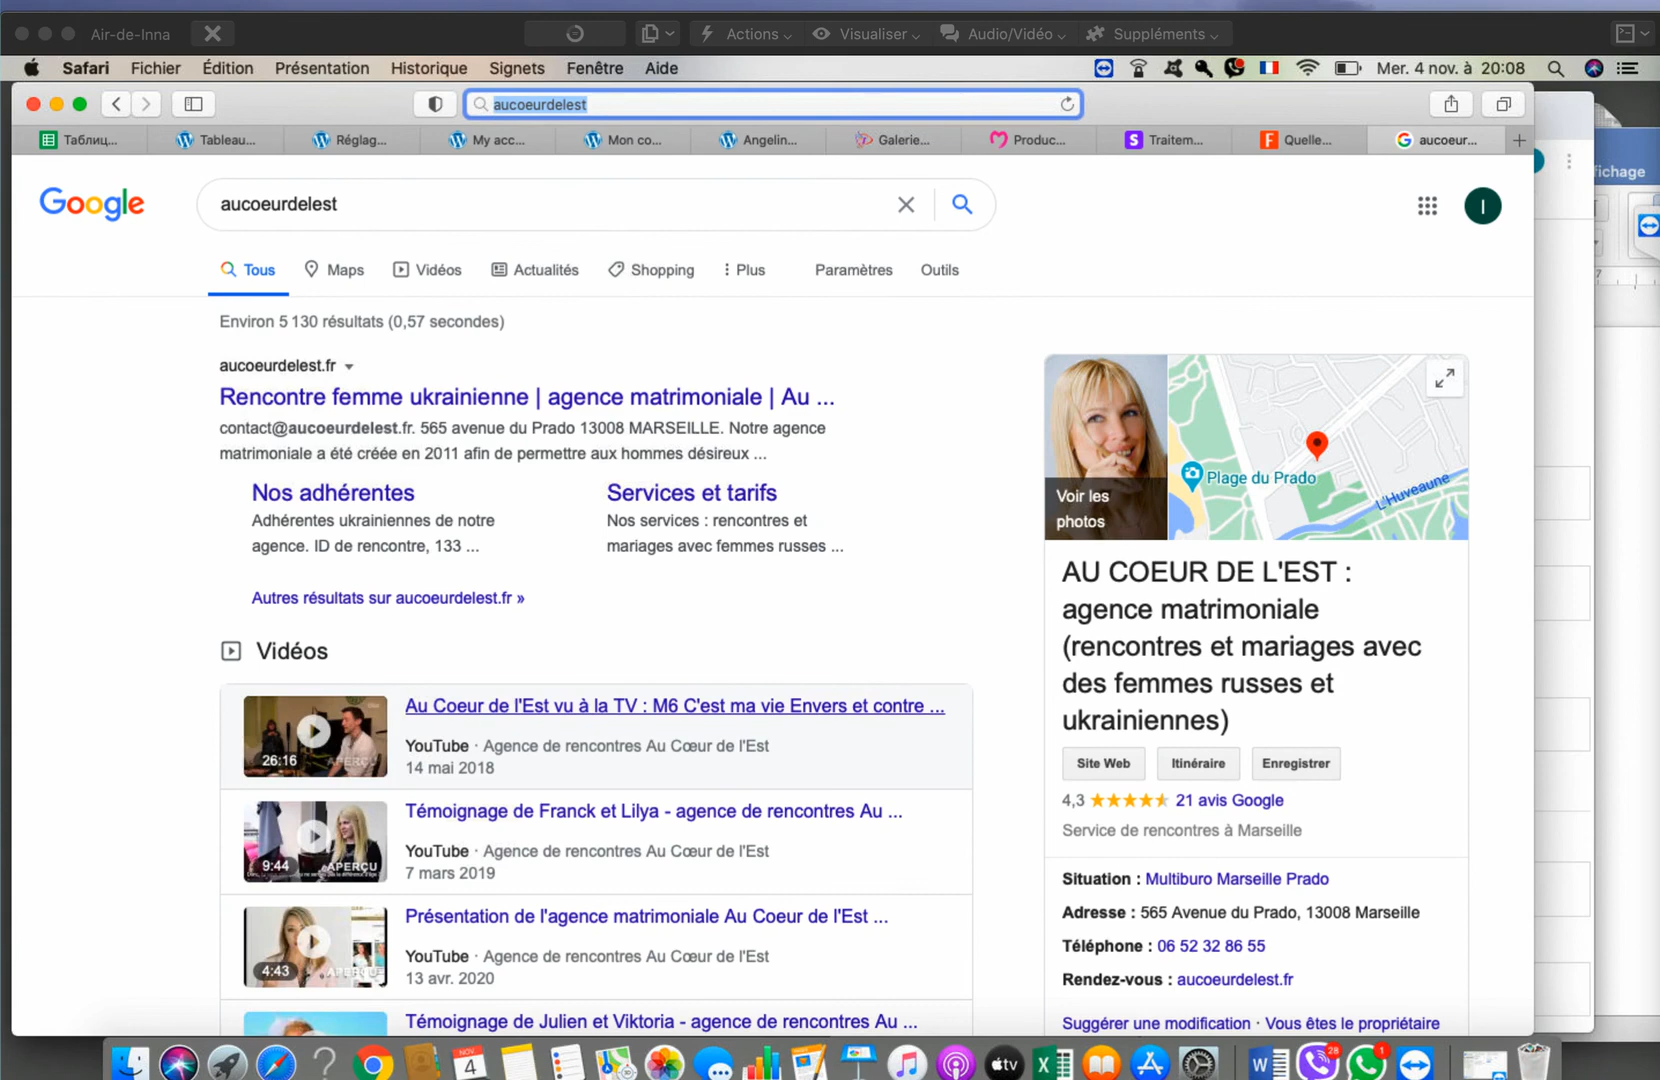 Air-de-Inna
Actions
Visualiser
Audio/Vidéo
Suppléments
Safari
Fichier
Édition
Présentation
Historique
Signets
Fenêtre
Aide
Mer. 4 nov. à 20:08
aucoeurdelest
Таблиц...
Tableau...
Réglag...
My acc...
Mon co...
Angelin...
Galerie...
Produc...
Traitem...
Quelle...
aucoeur...
fichage
Google
aucoeurdelest
I
Tous
Maps
Vidéos
Actualités
Shopping
Plus
Paramètres
Outils
Environ 5 130 résultats (0,57 secondes)
aucoeurdelest.fr
Rencontre femme ukrainienne | agence matrimoniale | Au ...
contact@aucoeurdelest.fr. 565 avenue du Prado 13008 MARSEILLE. Notre agence
matrimoniale a été créée en 2011 afin de permettre aux hommes désireux ...
Nos adhérentes
Adhérentes ukrainiennes de notre
agence. ID de rencontre, 133 ...
Services et tarifs
Nos services : rencontres et
mariages avec femmes russes ...
Autres résultats sur aucoeurdelest.fr »
Vidéos
26:16
APERÇU
Au Coeur de l'Est vu à la TV : M6 C'est ma vie Envers et contre ...
YouTube · Agence de rencontres Au Cœur de l'Est
14 mai 2018
9:44
APERÇU
Témoignage de Franck et Lilya - agence de rencontres Au ...
YouTube · Agence de rencontres Au Cœur de l'Est
7 mars 2019
4:43
APERÇU
Présentation de l'agence matrimoniale Au Coeur de l'Est ...
YouTube · Agence de rencontres Au Cœur de l'Est
13 avr. 2020
Témoignage de Julien et Viktoria - agence de rencontres Au ...
Voir les
photos
Plage du Prado
L'Huveaune
AU COEUR DE L'EST :
agence matrimoniale
(rencontres et mariages avec
des femmes russes et
ukrainiennes)
Site Web
Itinéraire
Enregistrer
4,3
21 avis Google
Service de rencontres à Marseille
Situation : Multiburo Marseille Prado
Adresse : 565 Avenue du Prado, 13008 Marseille
Téléphone : 06 52 32 86 55
Rendez-vous : aucoeurdelest.fr
Suggérer une modification · Vous êtes le propriétaire
NOV
4
tv
28
1